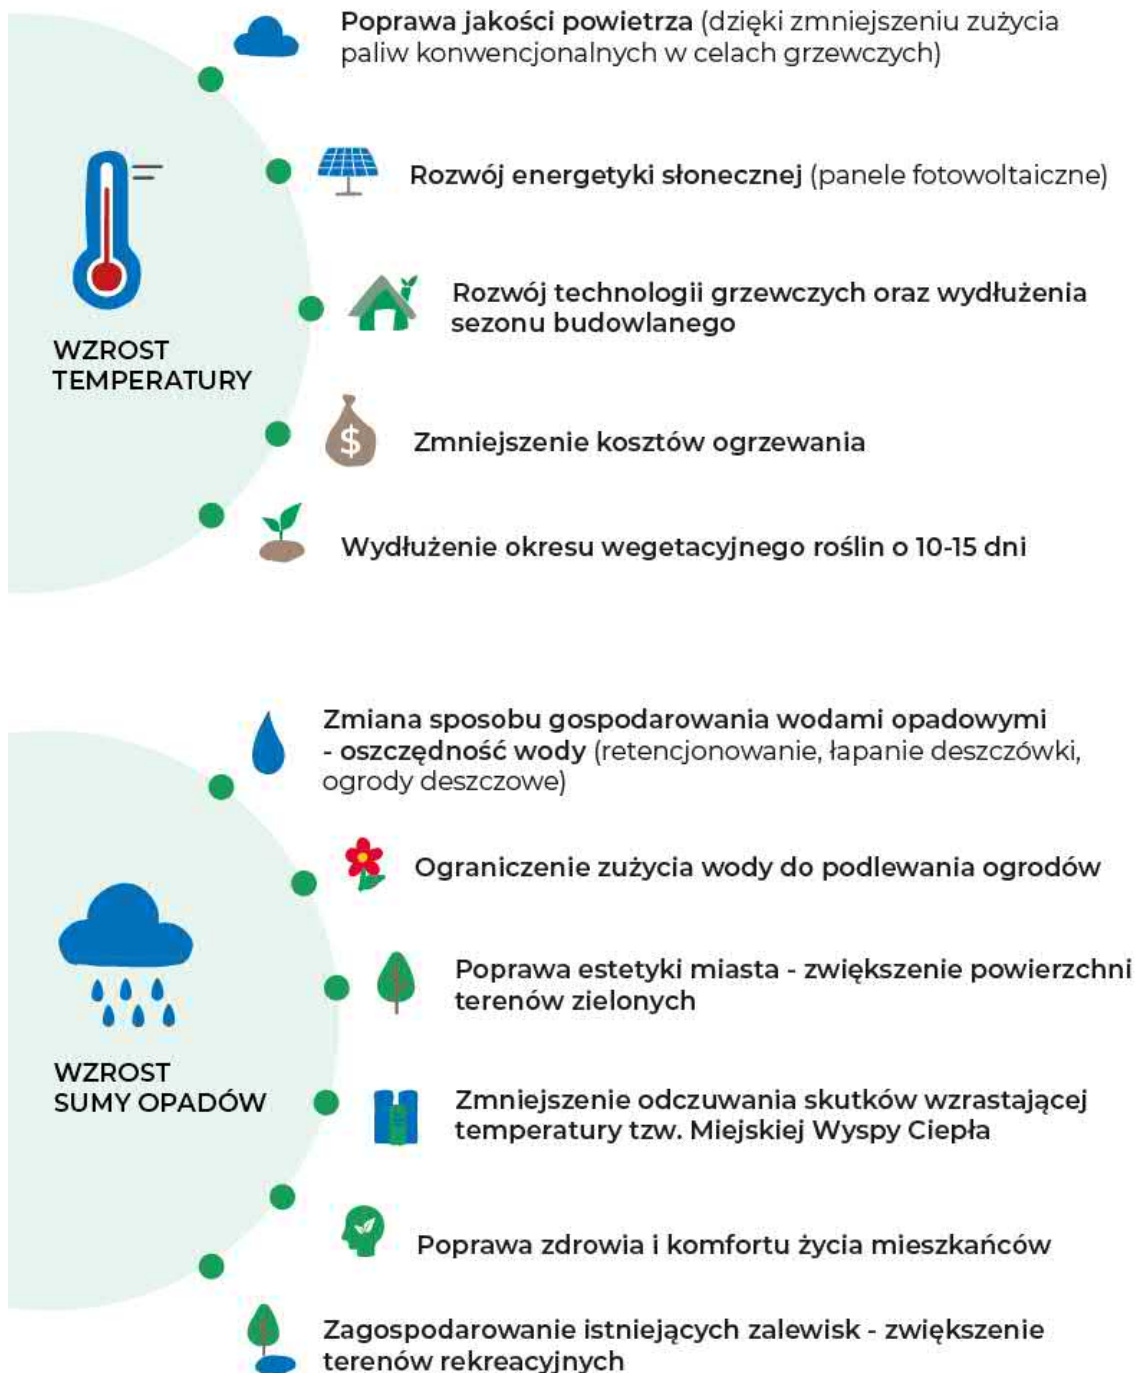 Poprawa jakości powietrza (dzięki zmniejszeniu zużycia
paliw konwencjonalnych w celach grzewczych)
Rozwój energetyki słonecznej (panele fotowoltaiczne)
Rozwój technologii grzewczych oraz wydłużenia
sezonu budowlanego
WZROST
TEMPERATURY
$
Zmniejszenie kosztów ogrzewania
Wydłużenie okresu wegetacyjnego roślin o 10-15 dni
Zmiana sposobu gospodarowania wodami opadowymi
- oszczędność wody (retencjonowanie, łapanie deszczówki,
ogrody deszczowe)
Ograniczenie zużycia wody do podlewania ogrodów
Poprawa estetyki miasta - zwiększenie powierzchni
terenów zielonych
WZROST
SUMY OPADÓW
Zmniejszenie odczuwania skutków wzrastającej
temperatury tzw. Miejskiej Wyspy Ciepła
Poprawa zdrowia i komfortu życia mieszkańców
Zagospodarowanie istniejących zalewisk - zwiększenie
terenów rekreacyjnych